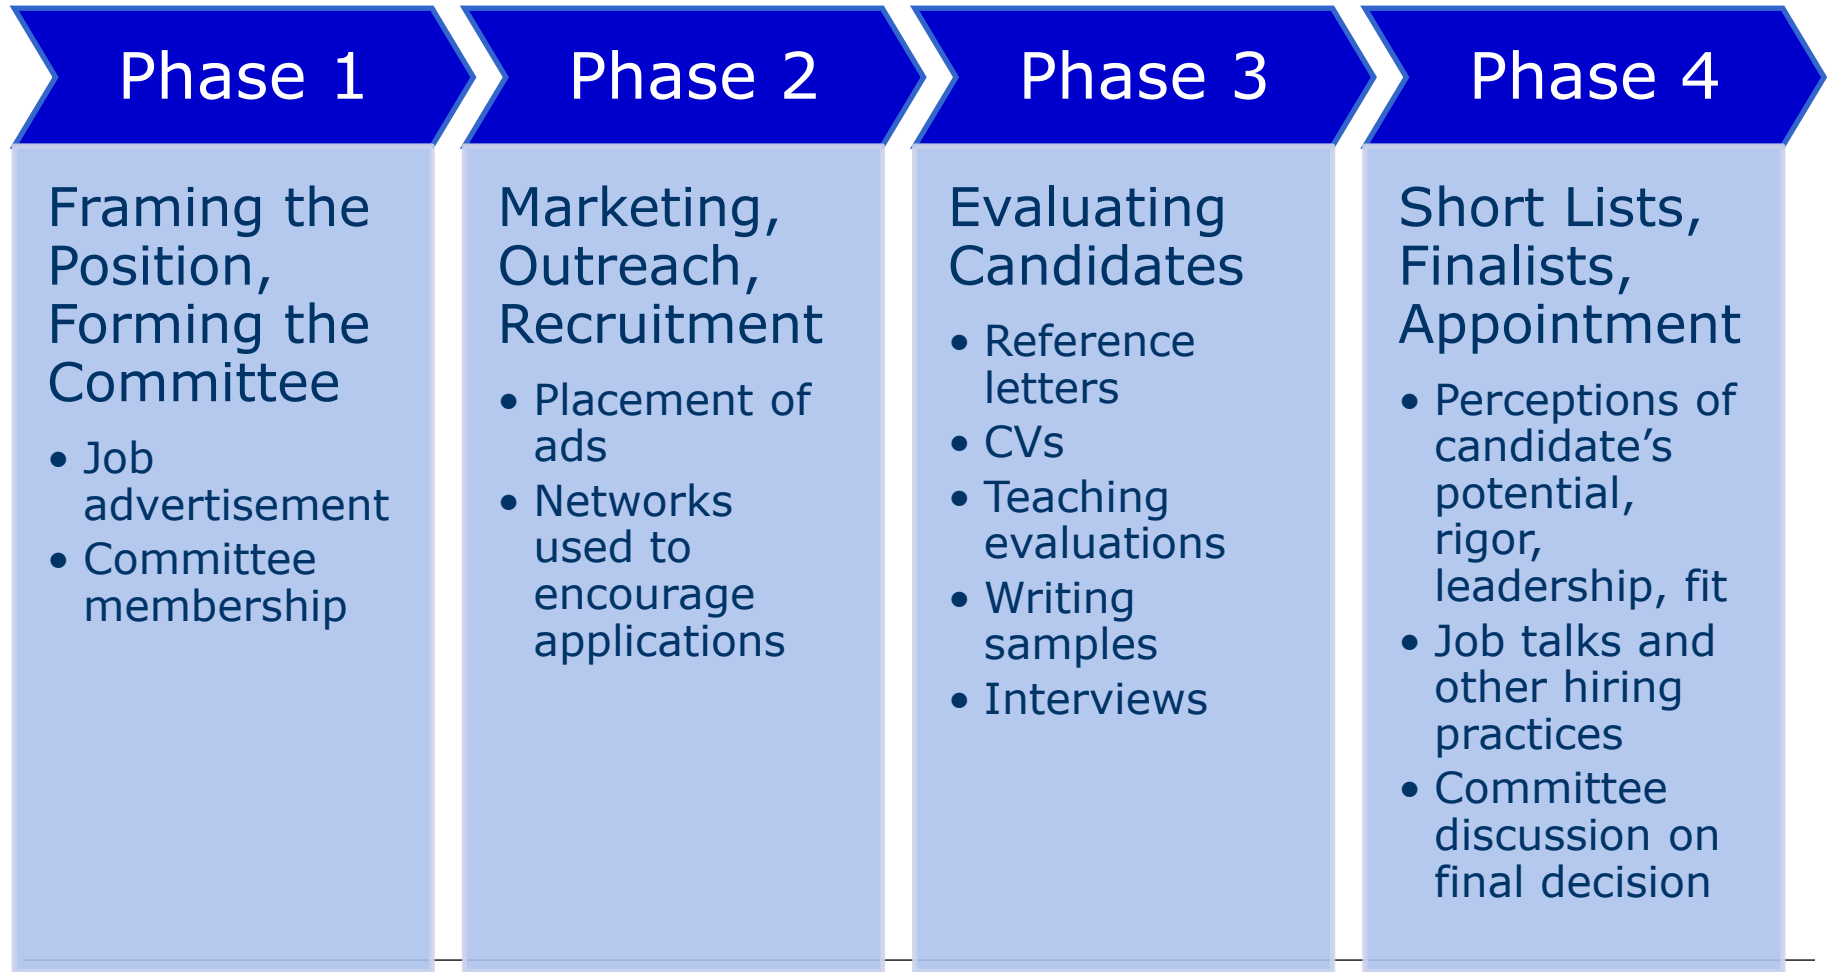 Phase 1
Framing the
Position,
Forming the
Committee
• Job
advertisement
• Committee
membership
Phase 2
Marketing,
Outreach,
Recruitment
• Placement of
ads
• Networks
used to
encourage
applications
Phase 3
Evaluating
Candidates
• Reference
letters
• CVs
• Teaching
evaluations
• Writing
samples
• Interviews
Phase 4
Short Lists,
Finalists,
Appointment
• Perceptions of
candidate’s
potential,
rigor,
leadership, fit
• Job talks and
other hiring
practices
• Committee
discussion on
final decision